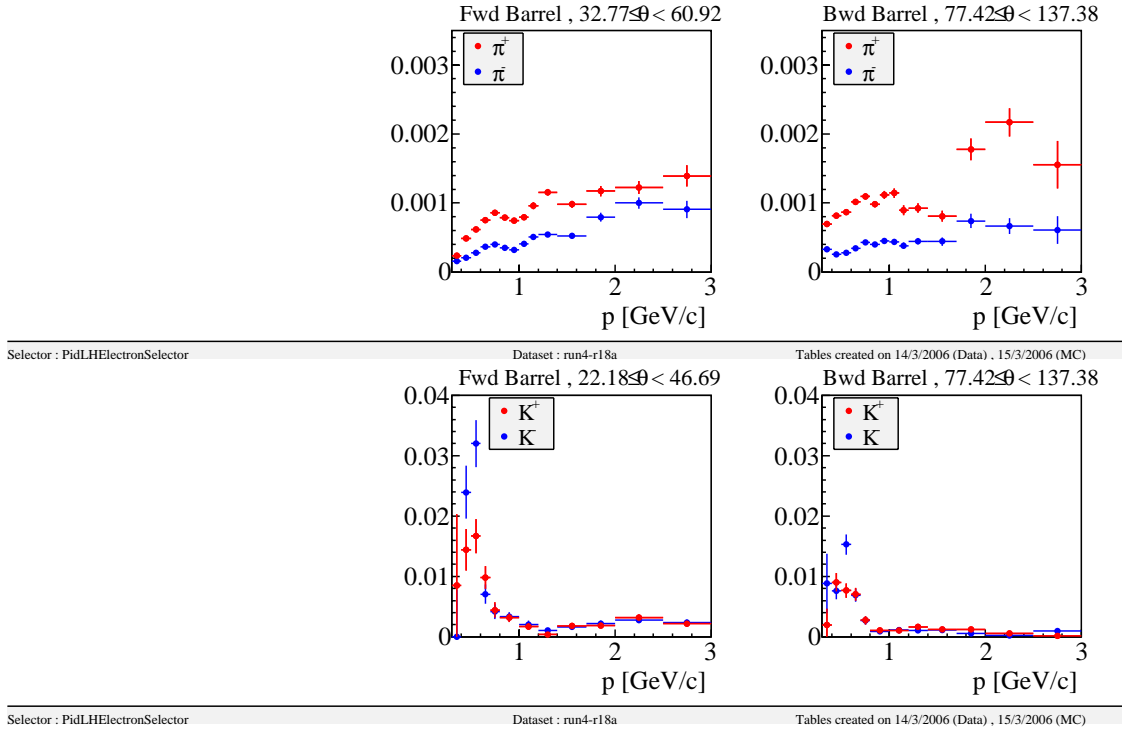 Fwd Barrel , 32.77≤θ < 60.92
Bwd Barrel , 77.42≤θ < 137.38
π+
π-
0.003
0.002
0.001
0
1 2 3
p [GeV/c]
π+
π-
0.003
0.002
0.001
0
1 2 3
p [GeV/c]
Selector : PidLHElectronSelector Dataset : run4-r18a Tables created on 14/3/2006 (Data) , 15/3/2006 (MC)
Fwd Barrel , 22.18≤θ < 46.69
Bwd Barrel , 77.42≤θ < 137.38
K+
K-
0.04
0.03
0.02
0.01
0
1 2 3
p [GeV/c]
K+
K-
0.04
0.03
0.02
0.01
0
1 2 3
p [GeV/c]
Selector : PidLHElectronSelector Dataset : run4-r18a Tables created on 14/3/2006 (Data) , 15/3/2006 (MC)